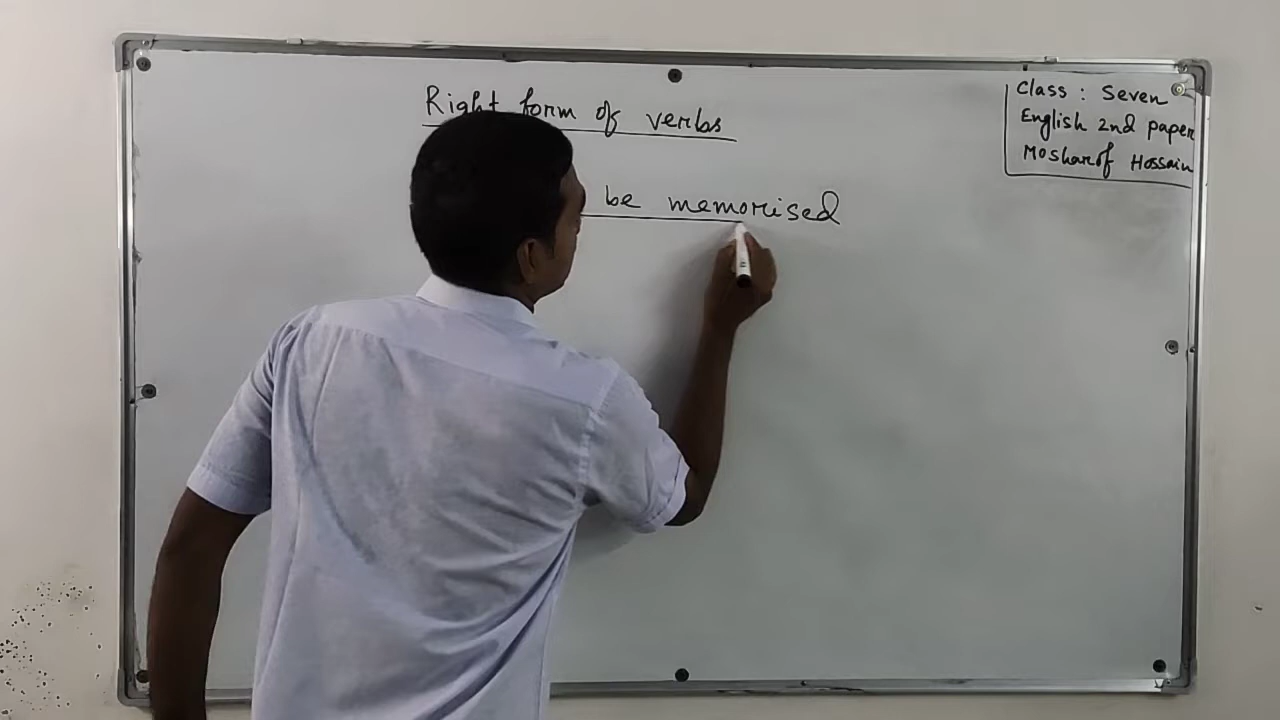 Right form of verbs
be memorised
Class : Seven
English 2nd paper
Mosharof Hossain